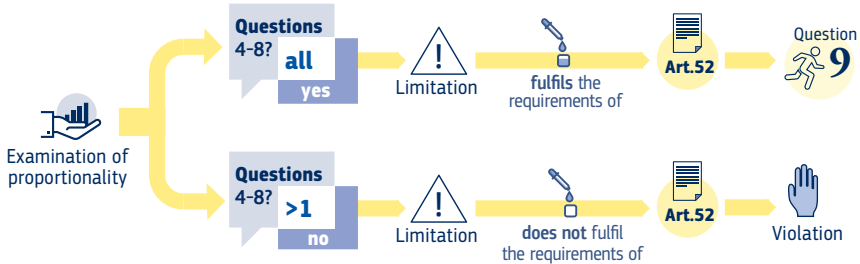 Examination of
proportionality
Questions
4-8?
all
yes
!
Limitation
fulfils the
requirements of
Art.52
Question
9
Questions
4-8?
>1
no
!
Limitation
does not fulfil
the requirements of
Art.52
Violation